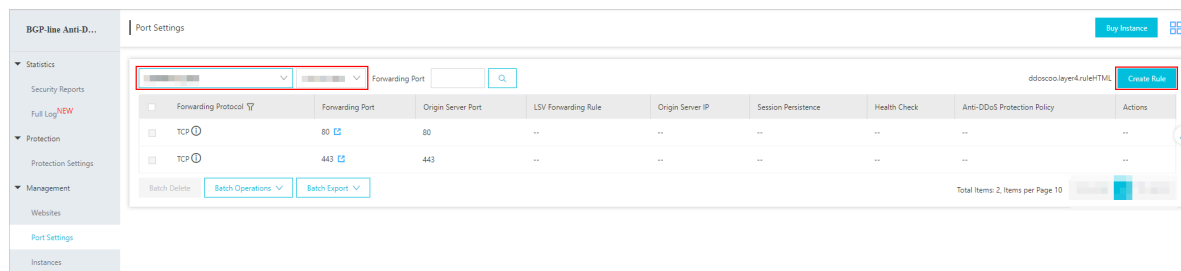 BGP-line Anti-D...
Port Settings
Buy Instance
Statistics
Security Reports
Full Log NEW
Protection
Protection Settings
Management
Websites
Port Settings
Instances
Forwarding Port
ddoscoo.layer4.ruleHTML
Create Rule
Forwarding Protocol Forwarding Port Origin Server Port LSV Forwarding Rule Origin Server IP Session Persistence Health Check Anti-DDoS Protection Policy Actions
TCP 80 80 -- -- -- -- -- --
TCP 443 443 -- -- -- -- -- --
Batch Delete Batch Operations Batch Export Total Items: 2, Items per Page 10